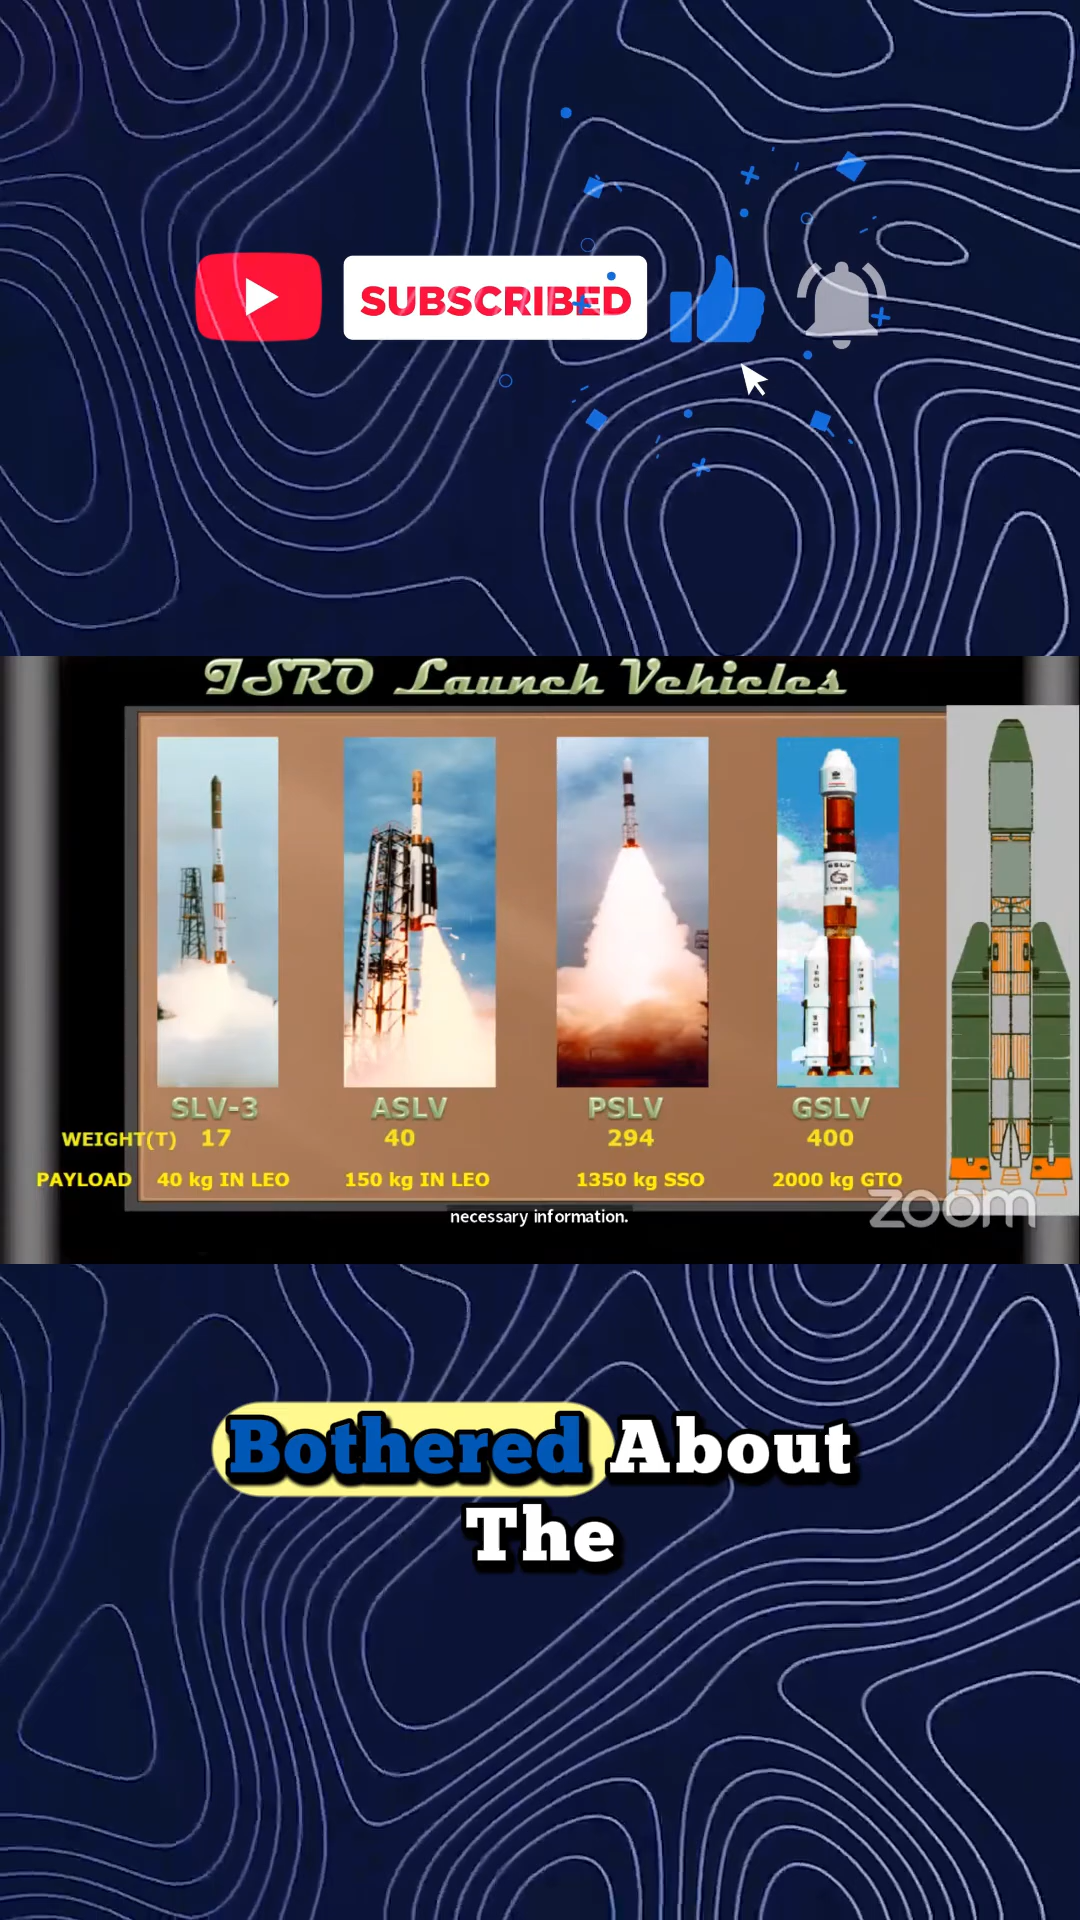 SUBSCRIBED
ISRO Launch Vehicles
SLV-3 ASLV PSLV GSLV
WEIGHT(T) 17 40 294 400
PAYLOAD 40 kg IN LEO 150 kg IN LEO 1350 kg SSO 2000 kg GTO
zoom
necessary information.
Bothered About
The